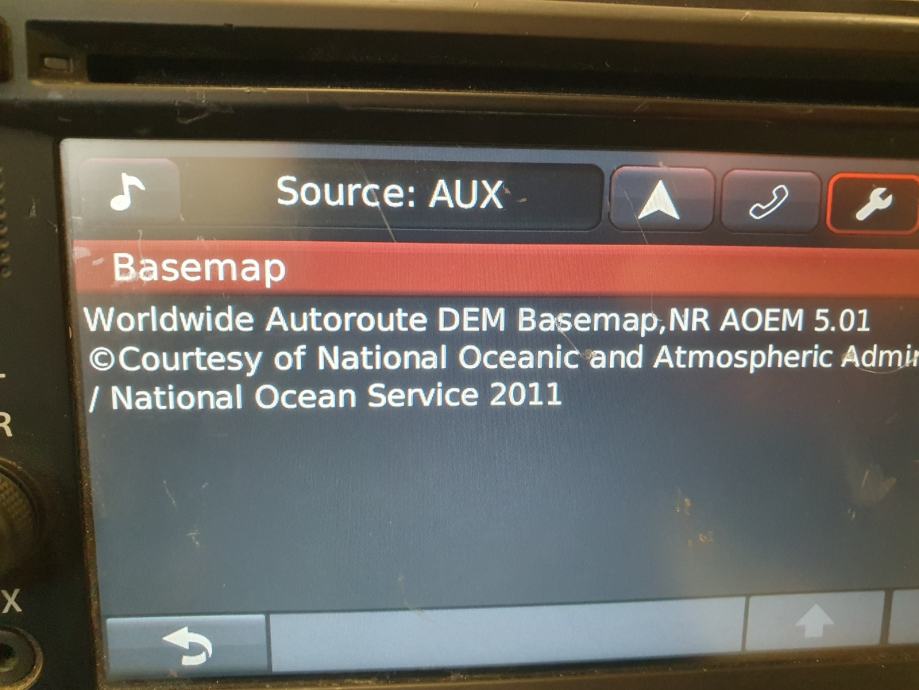 Source: AUX
Basemap
Worldwide Autoroute DEM Basemap,NR AOEM 5.01
©Courtesy of National Oceanic and Atmospheric Admin
/ National Ocean Service 2011
R
X